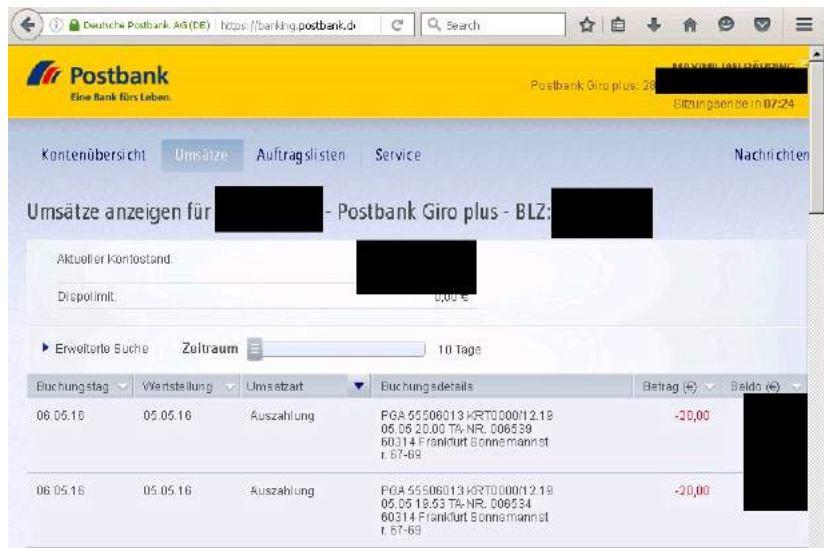 Deutsche Postbank AG (DE) https://banking.postbank.d
Search
Postbank
Eine Bank fürs Leben.
Postbank Giro plus: 28
Sitzungsende in 07:24
Kontenübersicht Umsätze Auftragslisten Service Nachrichten
Umsätze anzeigen für - Postbank Giro plus - BLZ:
Aktueller Kontostand:
Dispolimit: 0,00 €
Erweiterte Suche Zeitraum 10 Tage
Buchungstag Wertstellung Umsatzart Buchungsdetails Betrag (€) Saldo (€)
06.05.16 05.05.16 Auszahlung PGA 55506013 KRT0000/12.19 -20,00
05.05 20.00 TA-NR. 006539
60314 Frankfurt Sonnemannst
r. 67-69
06.05.16 05.05.16 Auszahlung PGA 55506013 KRT0000/12.19 -20,00
05.05 19.53 TA-NR. 006534
60314 Frankfurt Sonnemannst
r. 67-69